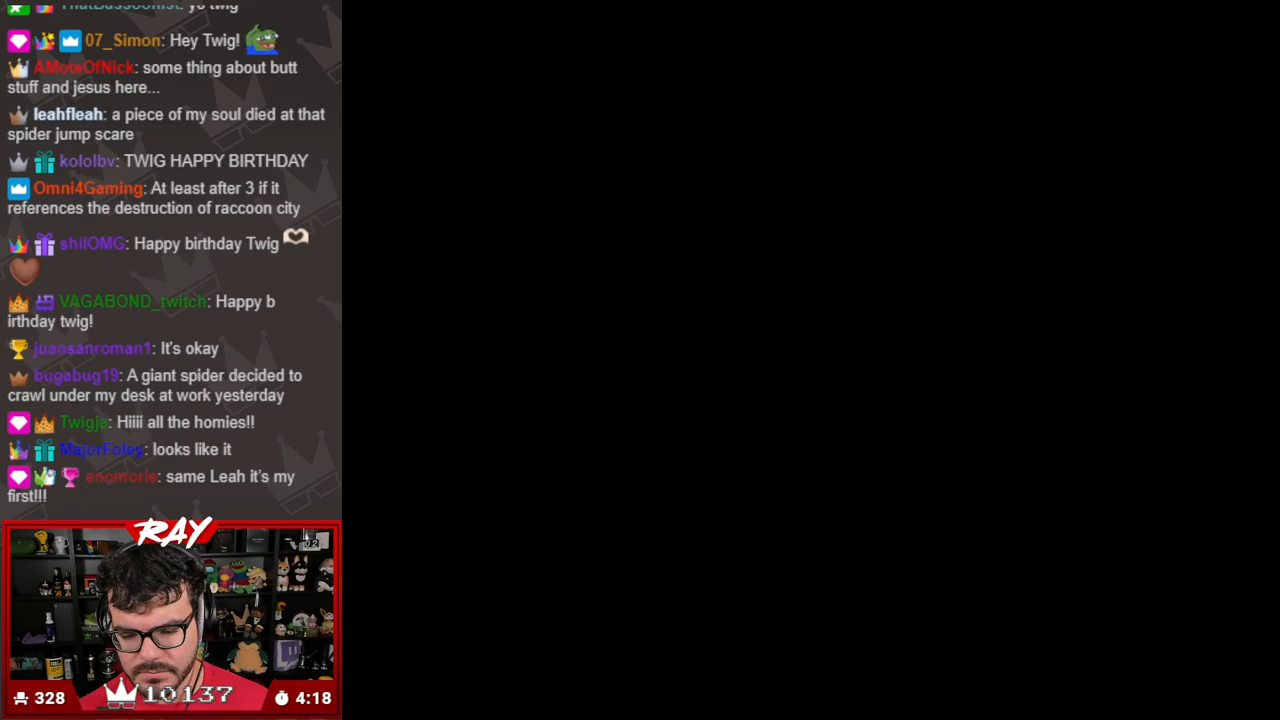 ThatBassoonist: yo twig
07_Simon: Hey Twig!
AMoteOfNick: some thing about butt
stuff and jesus here...
leahfleah: a piece of my soul died at that
spider jump scare
kololbv: TWIG HAPPY BIRTHDAY
Omni4Gaming: At least after 3 if it
references the destruction of raccoon city
shilOMG: Happy birthday Twig
VAGABOND_twitch: Happy b
irthday twig!
juansanroman1: It's okay
bugabug19: A giant spider decided to
crawl under my desk at work yesterday
Twigja: Hiiii all the homies!!
MajorFoley: looks like it
enomorie: same Leah it's my
first!!!
RAY
328
10137
4:18